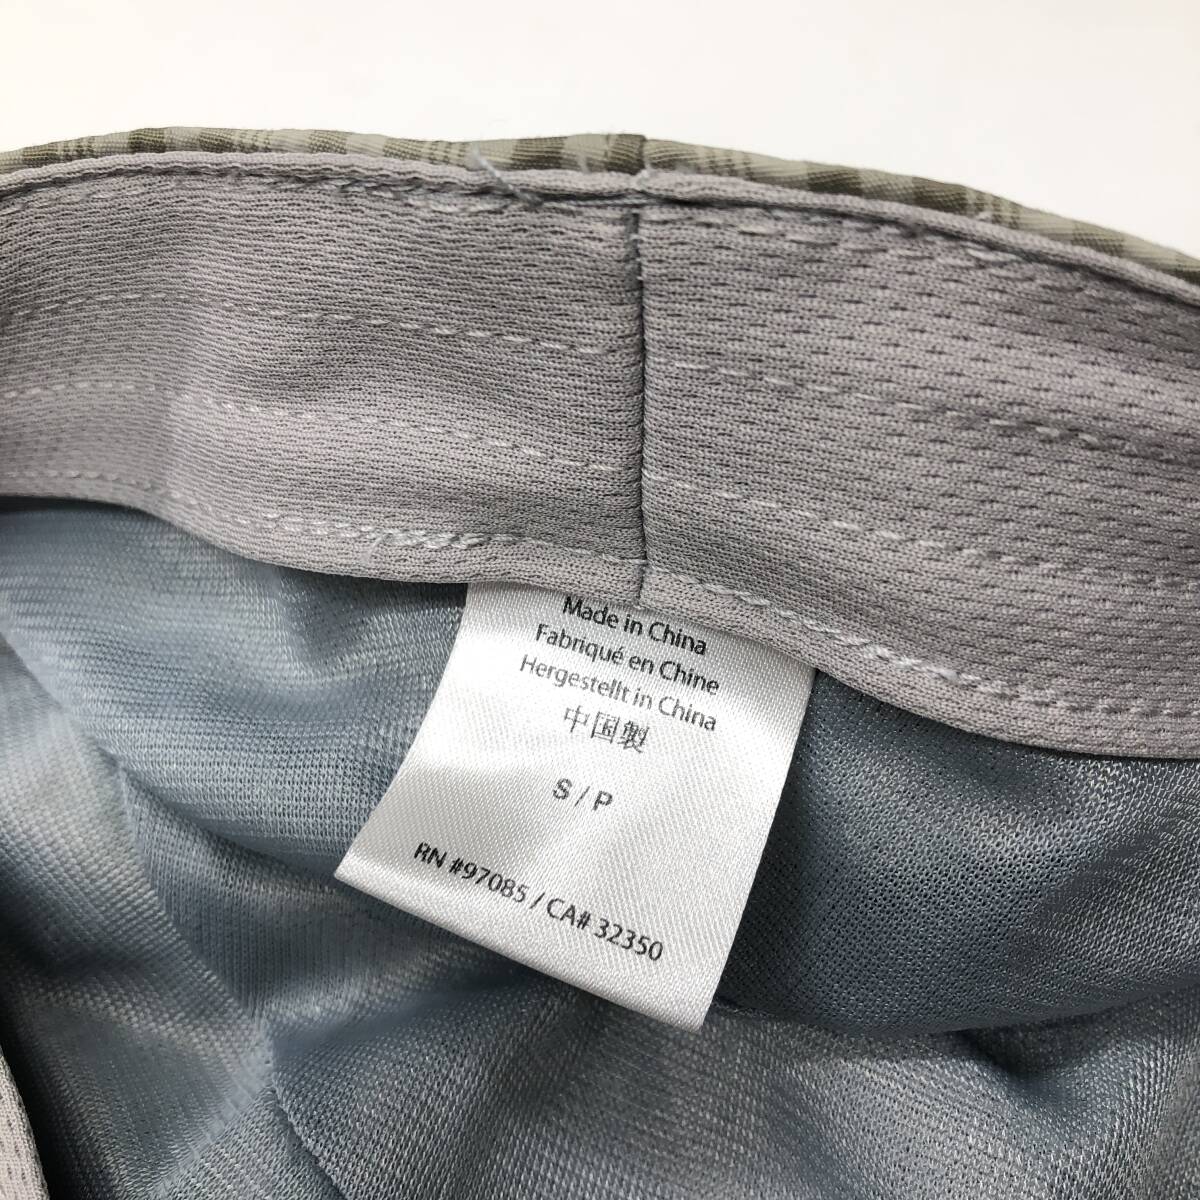 Made in China
Fabriqué en Chine
Hergestellt in China
中国製
S / P
RN #97085 / CA# 32350